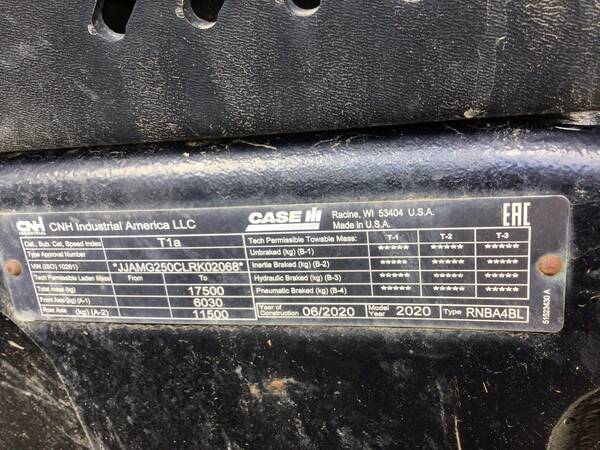 CNH CNH Industrial America LLC
CASE IH
Racine, WI 53404 U.S.A.
Made in U.S.A.
EAC
Cat., Sub. Cat, Speed Index T1a
Type Approval Number
VIN (ISO) 10261) *JJAMG250CLRK02068*
Tech Permissible Laden Mass From To
Total mass (kg) 17500
Front Axle (kg) (A-1) 6030
Rear Axle (kg) (A-2) 11500
Tech Permissible Towable Mass: T-1 T-2 T-3
Unbraked (kg) (B-1) ***** ***** *****
Inertia Braked (kg) (B-2) ***** ***** *****
Hydraulic Braked (kg) (B-3) ***** ***** *****
Pneumatic Braked (kg) (B-4) ***** ***** *****
Year of Construction 06/2020 Model Year 2020 Type RNBA4BL
51523430 A